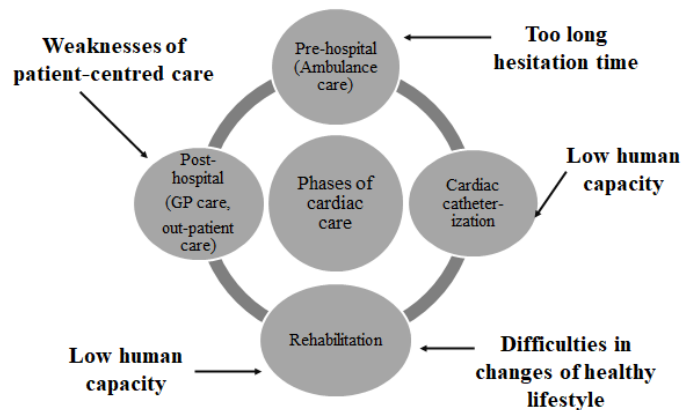 Weaknesses of
patient-centred care
Pre-hospital
(Ambulance
care)
Too long
hesitation time
Post-
hospital
(GP care,
out-patient
care)
Phases of
cardiac
care
Cardiac
catheter-
ization
Low human
capacity
Rehabilitation
Low human
capacity
Difficulties in
changes of healthy
lifestyle